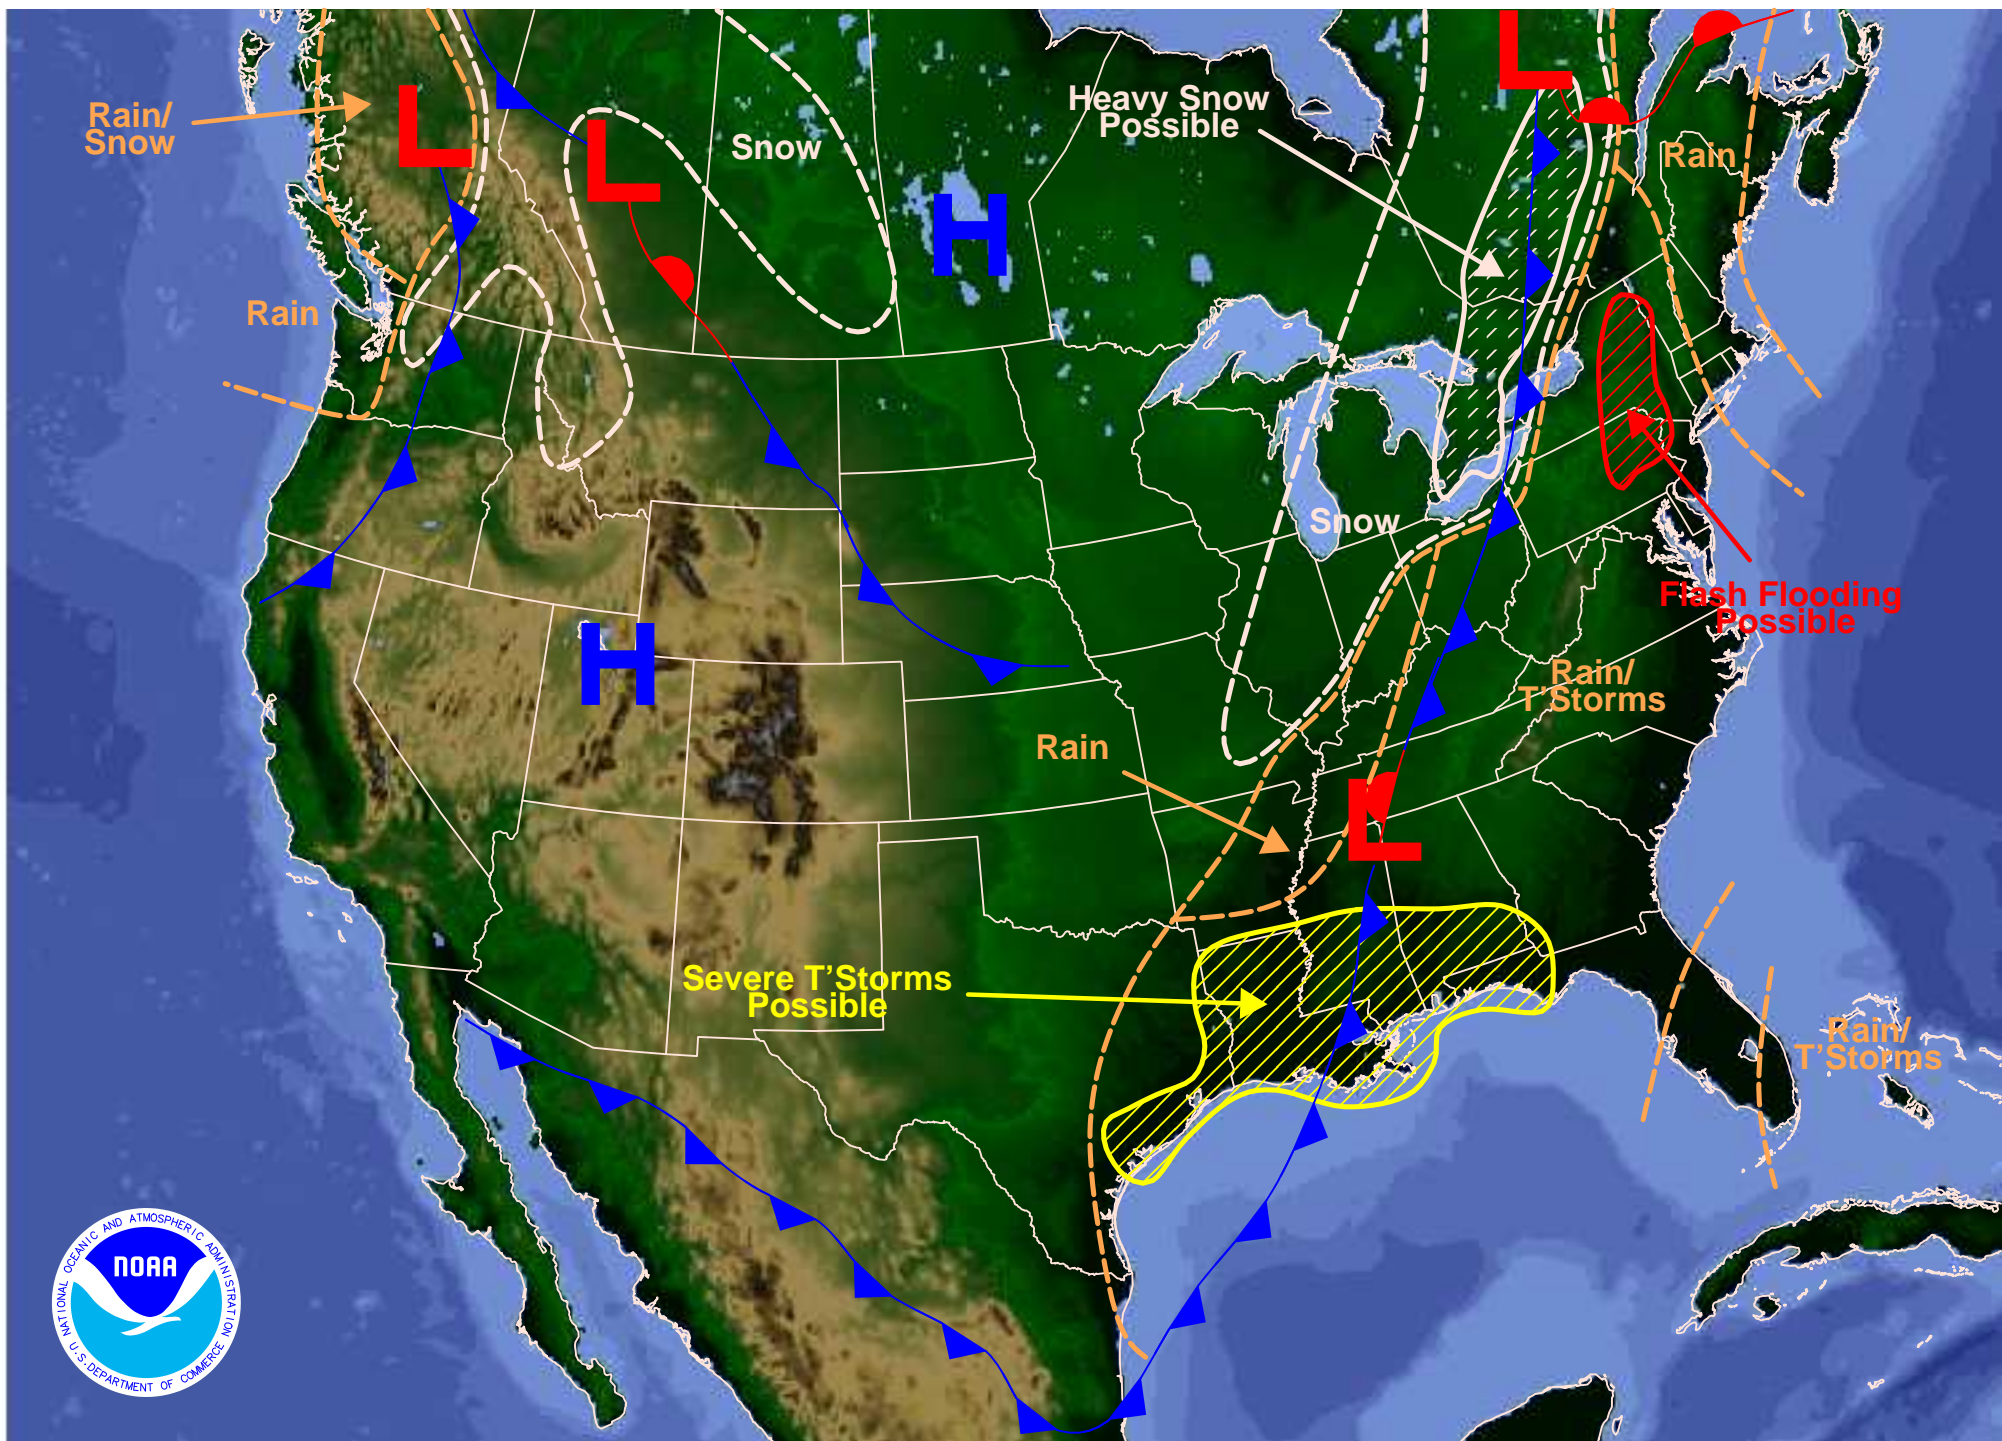 Rain/
Snow
Snow
Heavy Snow
Possible
L
L
L
H
Rain
Rain
Snow
Flash Flooding
Possible
H
Rain/
T'Storms
Rain
L
Severe T'Storms
Possible
Rain/
T'Storms
NATIONAL OCEANIC AND ATMOSPHERIC ADMINISTRATION
NOAA
U.S. DEPARTMENT OF COMMERCE